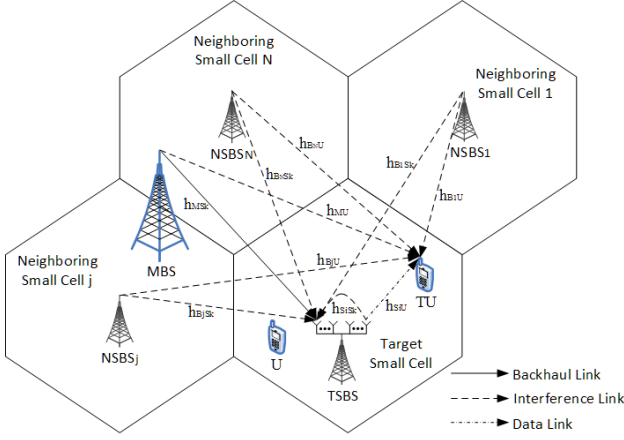 Neighboring
Small Cell N
Neighboring
Small Cell 1
NSBSN
NSBS1
hBNU
hBNSk
hB1Sk
hB1U
hMSk
hMU
MBS
Neighboring
Small Cell j
hBjU
hBjSk
NSBSj
TU
hSiSk
hSiU
U
Target
Small Cell
TSBS
Backhaul Link
Interference Link
Data Link